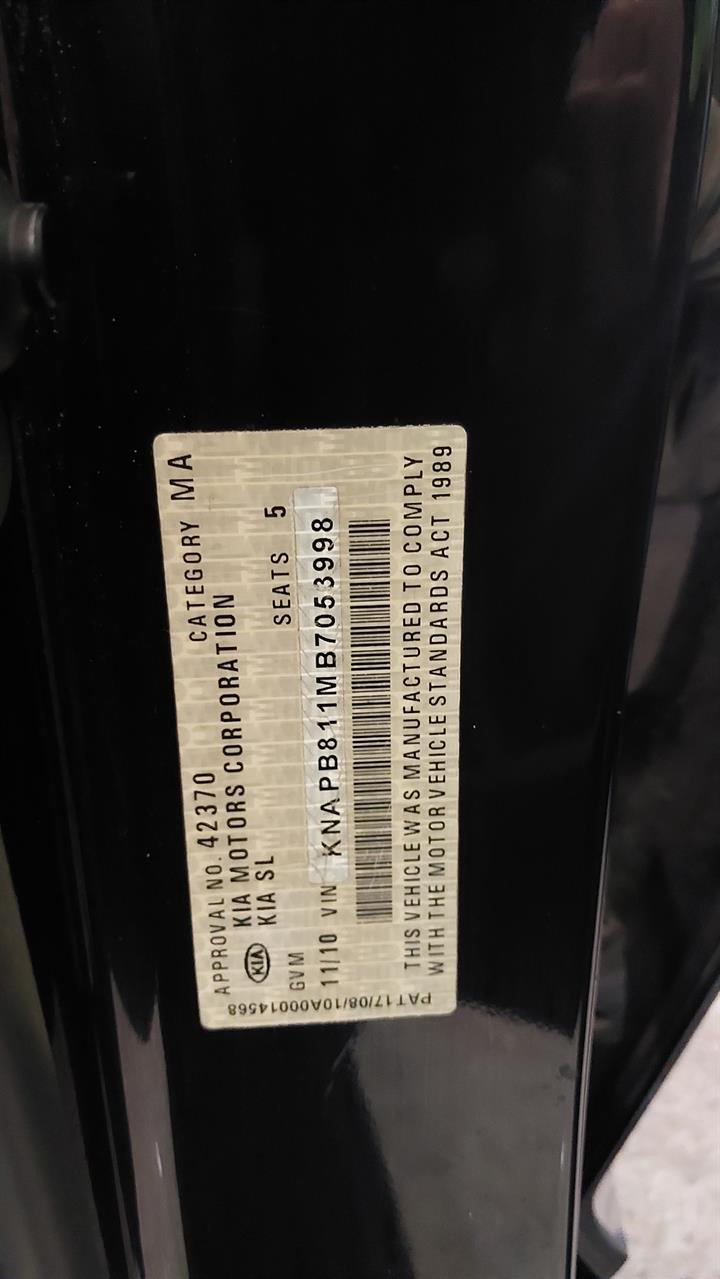 APPROVAL NO. 42370 CATEGORY MA
KIA KIA MOTORS CORPORATION
KIA SL SEATS 5
GVM
11/10 VIN KNAPB811MB7053998
THIS VEHICLE WAS MANUFACTURED TO COMPLY
WITH THE MOTOR VEHICLE STANDARDS ACT 1989
PAT17/08/10A00014568